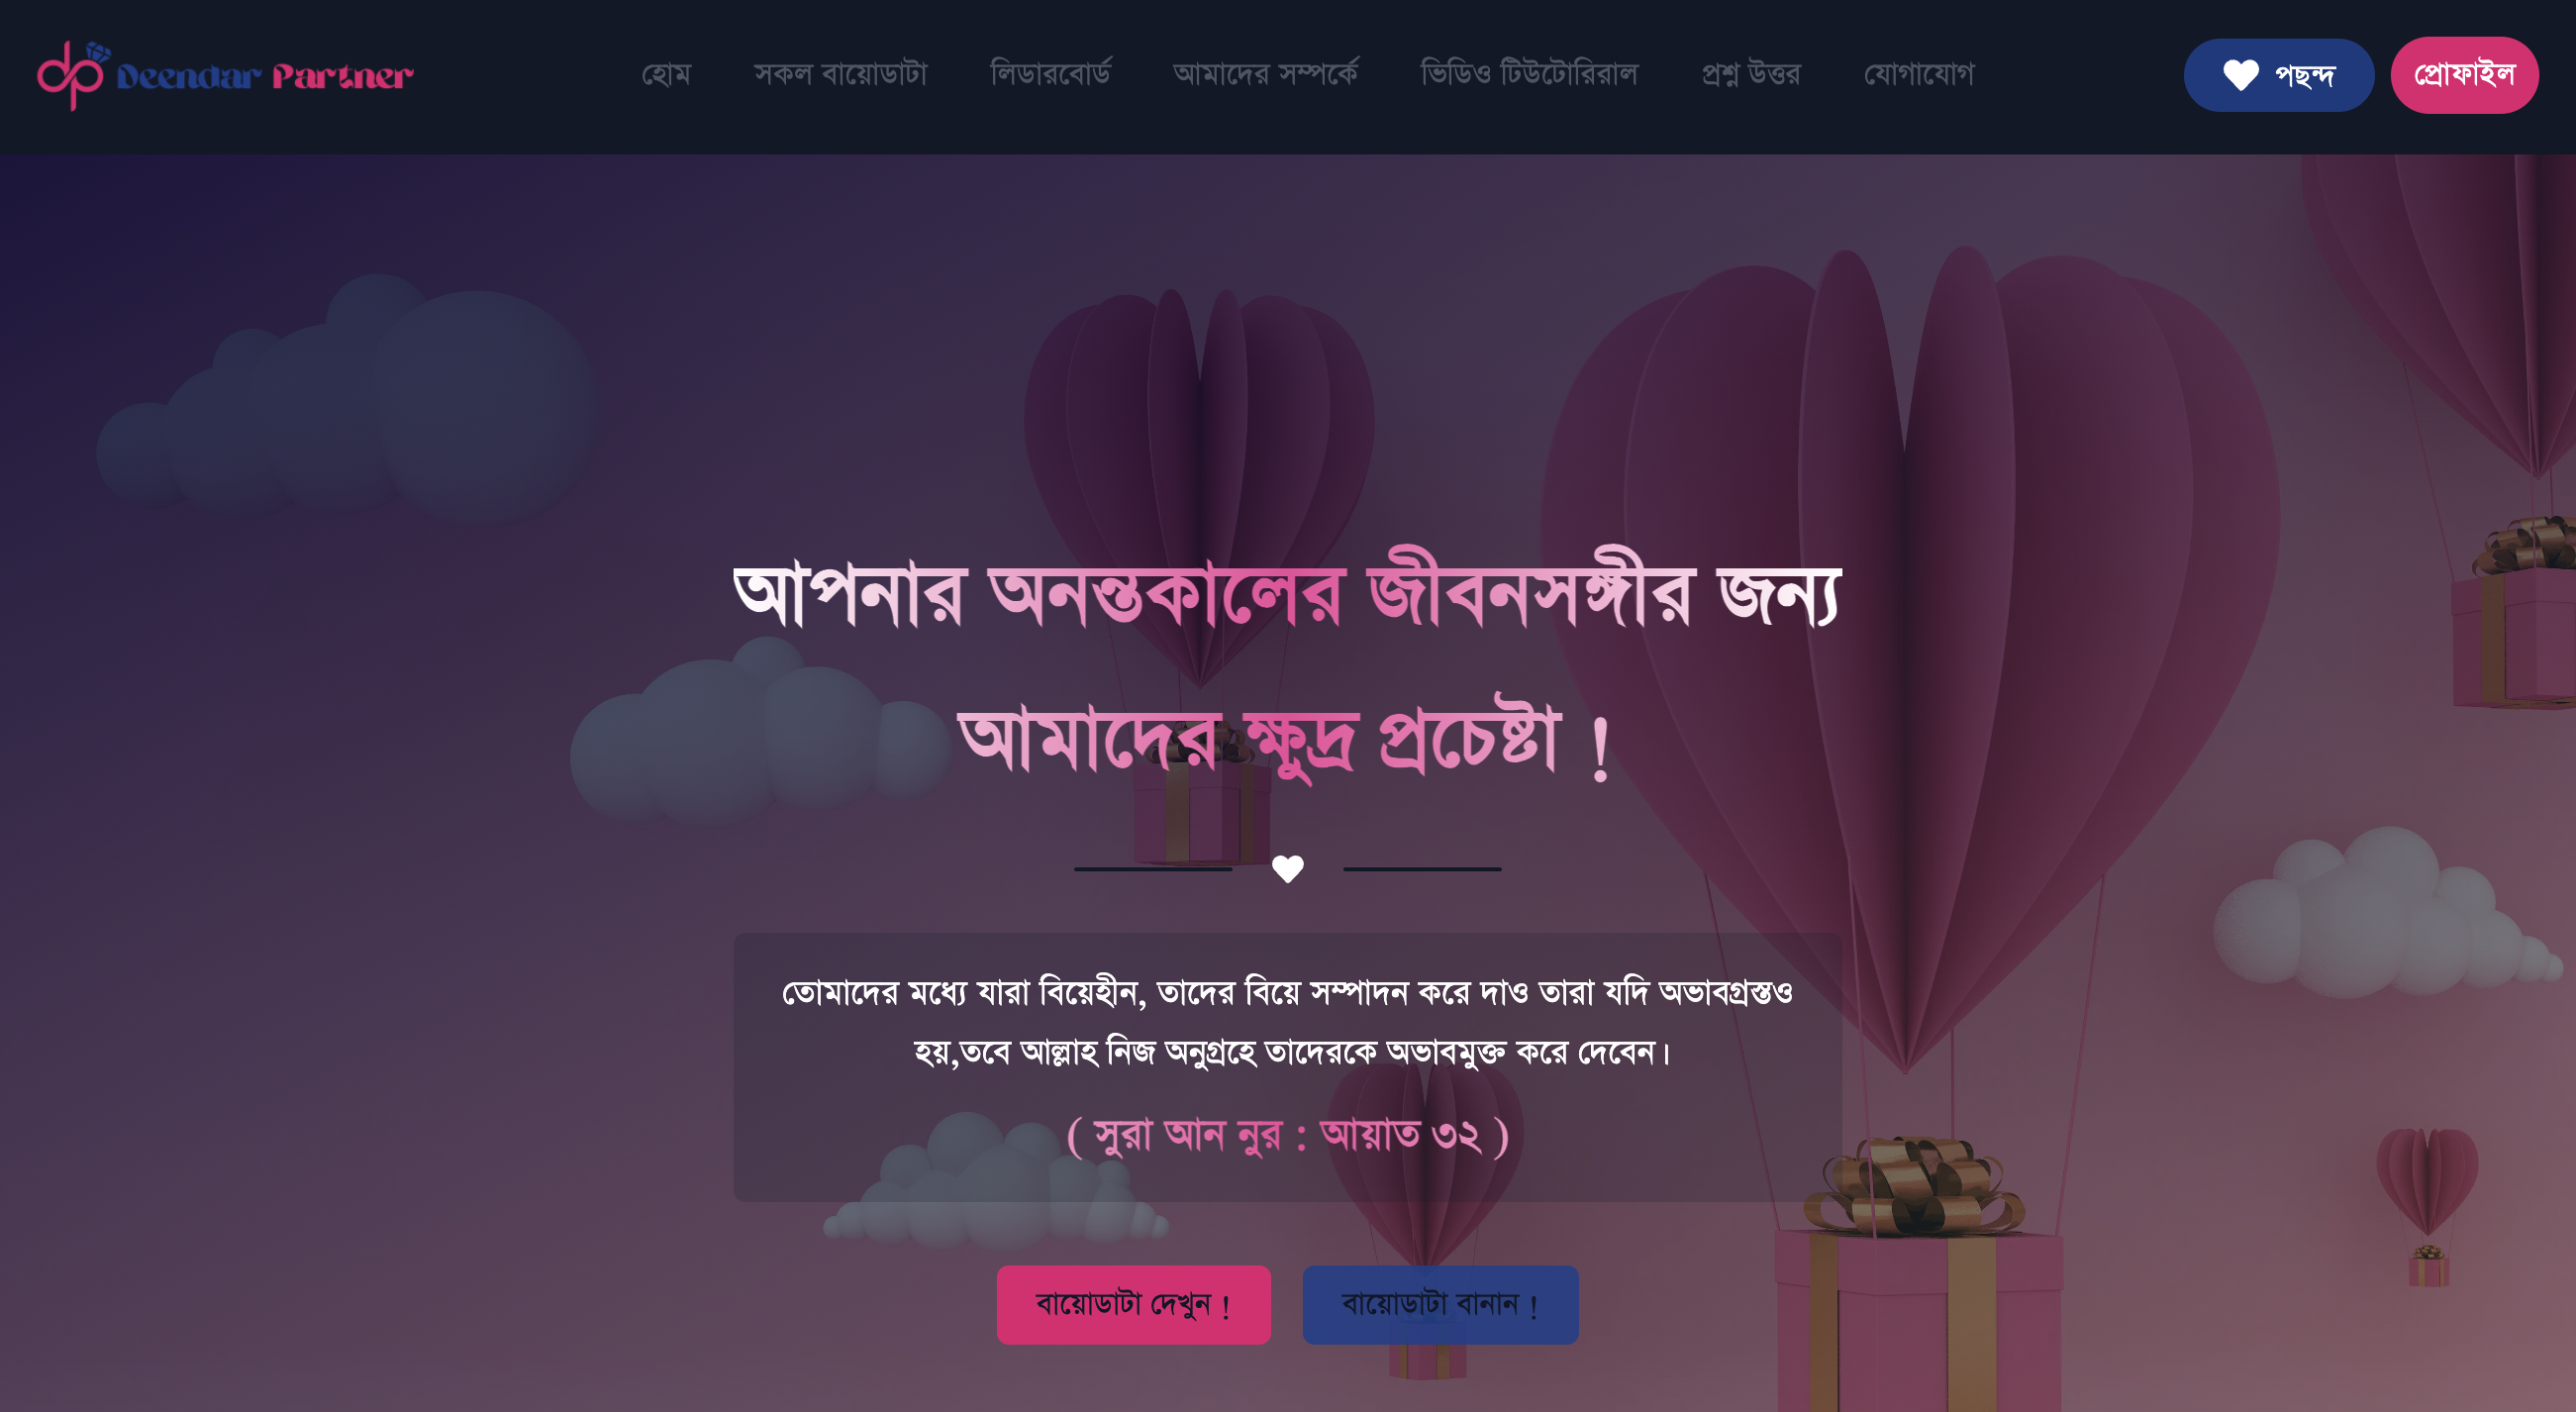 Deendar Partner
হোম সকল বায়োডাটা লিডারবোর্ড আমাদের সম্পর্কে ভিডিও টিউটোরিরাল প্রশ্ন উত্তর যোগাযোগ পছন্দ প্রোফাইল
আপনার অনন্তকালের জীবনসঙ্গীর জন্য
আমাদের ক্ষুদ্র প্রচেষ্টা !
তোমাদের মধ্যে যারা বিয়েহীন, তাদের বিয়ে সম্পাদন করে দাও তারা যদি অভাবগ্রস্তও
হয়,তবে আল্লাহ নিজ অনুগ্রহে তাদেরকে অভাবমুক্ত করে দেবেন।
( সুরা আন নুর : আয়াত ৩২ )
বায়োডাটা দেখুন ! বায়োডাটা বানান !